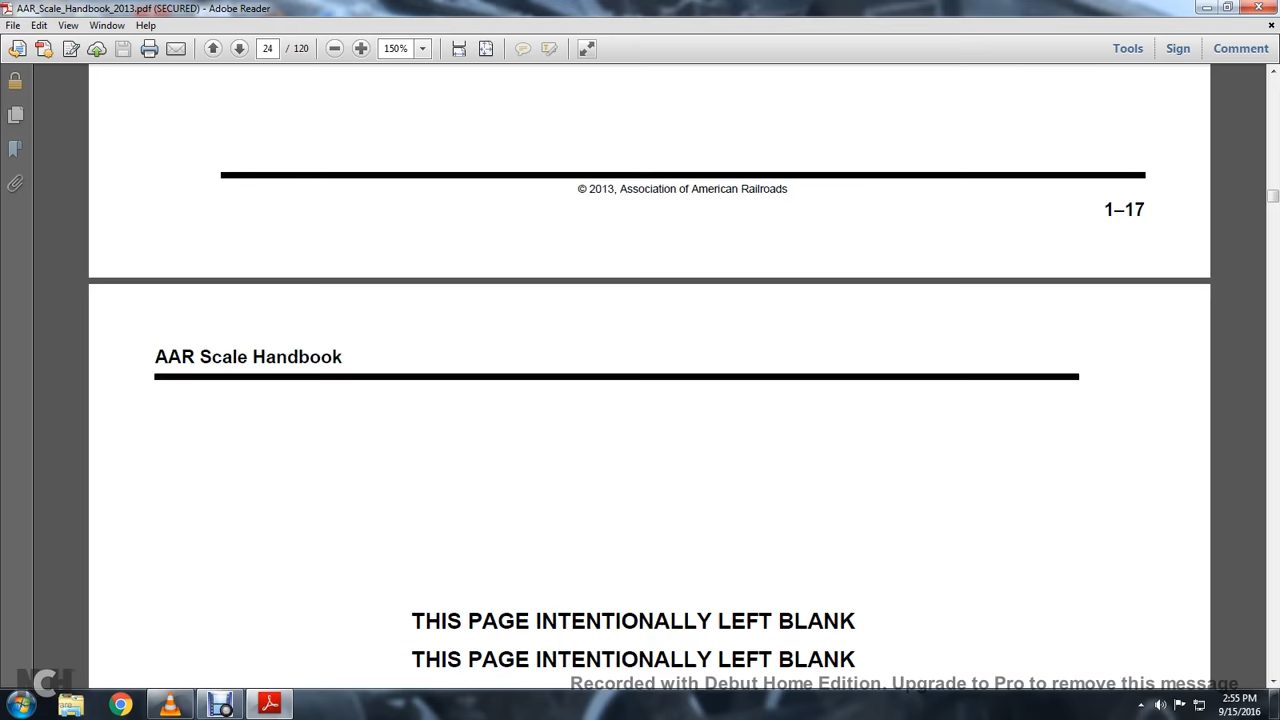 AAR_Scale_Handbook_2013.pdf (SECURED) - Adobe Reader
File Edit View Window Help
24 / 120 150% Tools Sign Comment
© 2013, Association of American Railroads
1–17
AAR Scale Handbook
THIS PAGE INTENTIONALLY LEFT BLANK
THIS PAGE INTENTIONALLY LEFT BLANK
Recorded with Debut Home Edition. Upgrade to Pro to remove this message
NCH
2:55 PM
9/15/2016